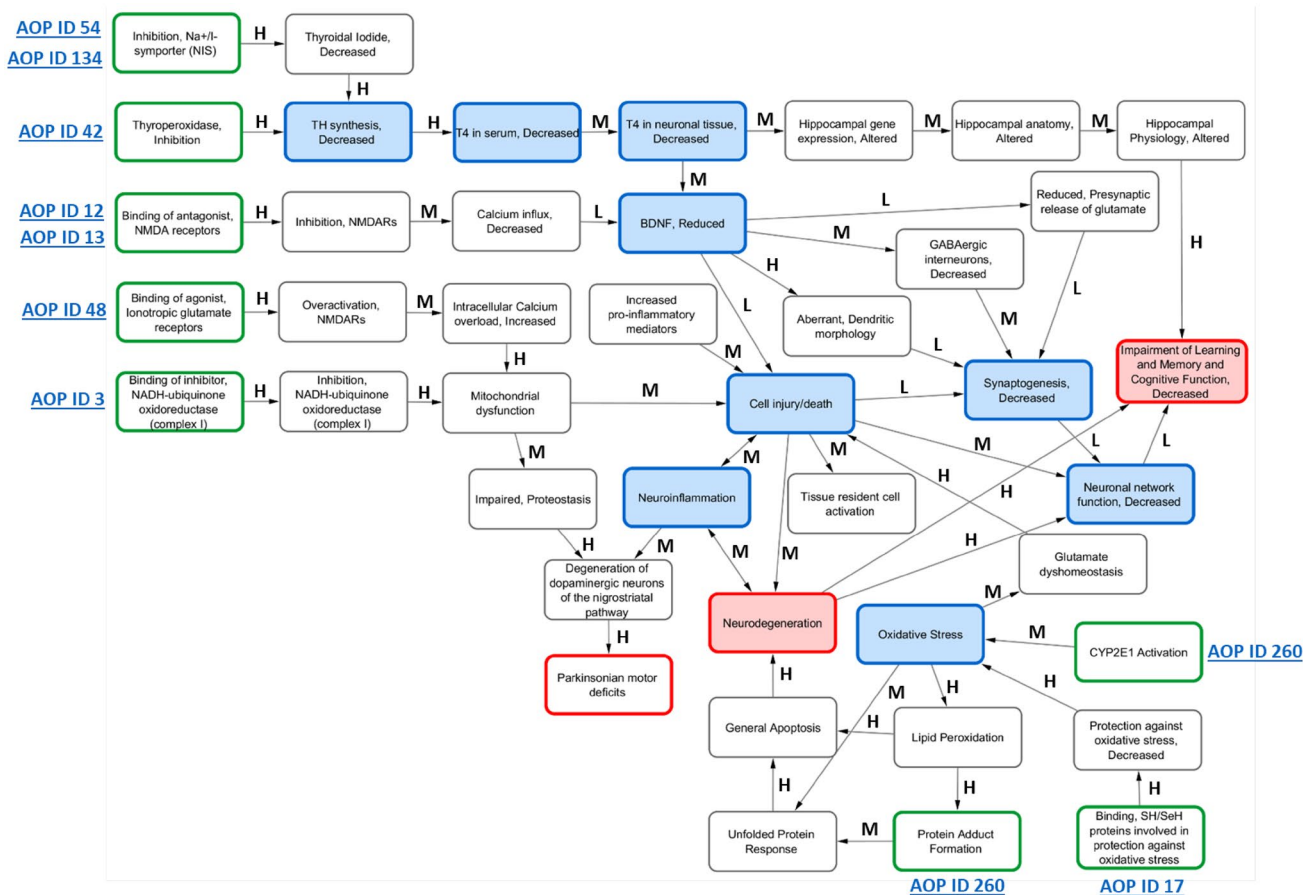 AOP ID 54
AOP ID 134
Inhibition, Na+/I-
symporter (NIS)
H
Thyroidal Iodide,
Decreased
H
AOP ID 42
Thyroperoxidase,
Inhibition
H
TH synthesis,
Decreased
H
T4 in serum, Decreased
M
T4 in neuronal tissue,
Decreased
M
Hippocampal gene
expression, Altered
M
Hippocampal anatomy,
Altered
M
Hippocampal
Physiology, Altered
M
H
AOP ID 12
AOP ID 13
Binding of antagonist,
NMDA receptors
H
Inhibition, NMDARs
M
Calcium influx,
Decreased
L
BDNF, Reduced
L
Reduced, Presynaptic
release of glutamate
M
GABAergic
interneurons,
Decreased
H
L
L
M
AOP ID 48
Binding of agonist,
Ionotropic glutamate
receptors
H
Overactivation,
NMDARs
M
Intracellular Calcium
overload, Increased
H
Increased
pro-inflammatory
mediators
M
Aberrant, Dendritic
morphology
L
AOP ID 3
Binding of inhibitor,
NADH-ubiquinone
oxidoreductase
(complex I)
H
Inhibition,
NADH-ubiquinone
oxidoreductase
(complex I)
H
Mitochondrial
dysfunction
M
Cell injury/death
L
Synaptogenesis,
Decreased
Impairment of Learning
and Memory and
Cognitive Function,
Decreased
M
M
M
M
H
L
L
H
Impaired, Proteostasis
Neuroinflammation
Tissue resident cell
activation
Neuronal network
function, Decreased
H
M
M
M
H
Degeneration of
dopaminergic neurons
of the nigrostriatal
pathway
Glutamate
dyshomeostasis
M
H
Neurodegeneration
Oxidative Stress
M
CYP2E1 Activation
AOP ID 260
Parkinsonian motor
deficits
H
M
H
H
General Apoptosis
H
Lipid Peroxidation
Protection against
oxidative stress,
Decreased
H
H
H
Unfolded Protein
Response
M
Protein Adduct
Formation
Binding, SH/SeH
proteins involved in
protection against
oxidative stress
AOP ID 260
AOP ID 17